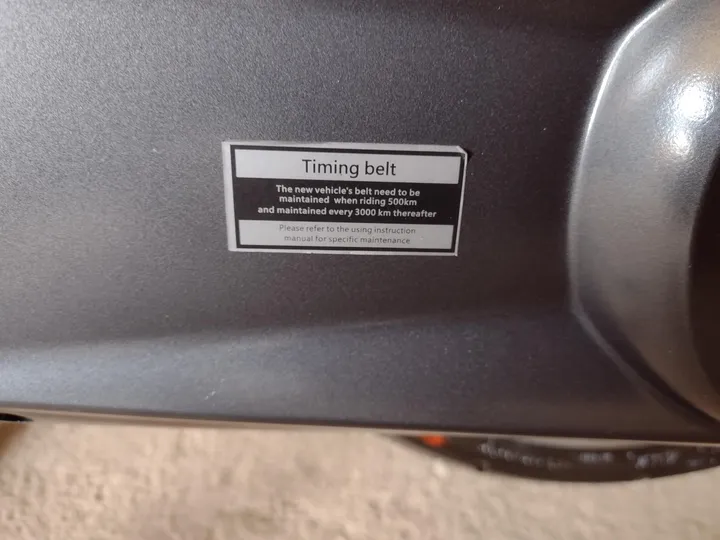 Timing belt
The new vehicle's belt need to be
maintained when riding 500km
and maintained every 3000 km thereafter
Please refer to the using instruction
manual for specific maintenance